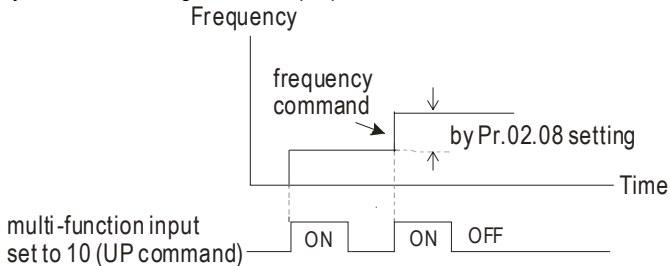 Frequency
frequency
command
by Pr.02.08 setting
Time
multi-function input
set to 10 (UP command)
ON
ON
OFF